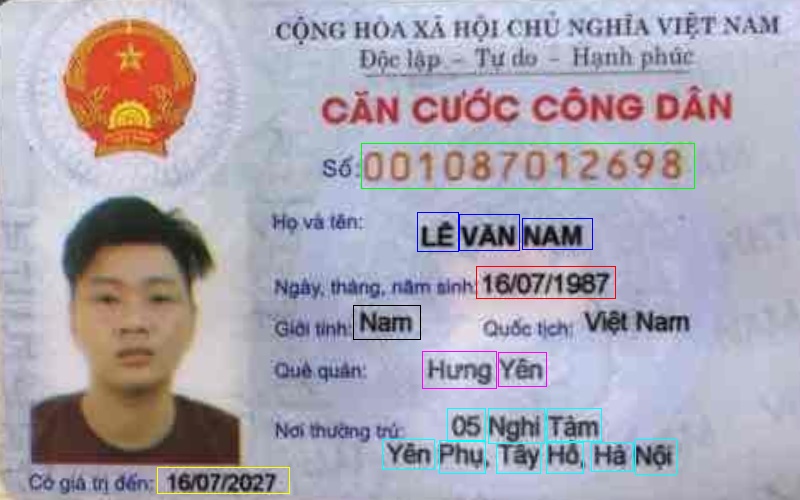 CỘNG HÒA XÃ HỘI CHỦ NGHĨA VIỆT NAM
Độc lập - Tự do - Hạnh phúc
CĂN CƯỚC CÔNG DÂN
Số: 001087012698
Họ và tên: LÊ VĂN NAM
Ngày, tháng, năm sinh: 16/07/1987
Giới tính: Nam Quốc tịch: Việt Nam
Quê quán: Hưng Yên
Nơi thường trú: 05 Nghi Tàm
Yên Phụ, Tây Hồ, Hà Nội
Có giá trị đến: 16/07/2027